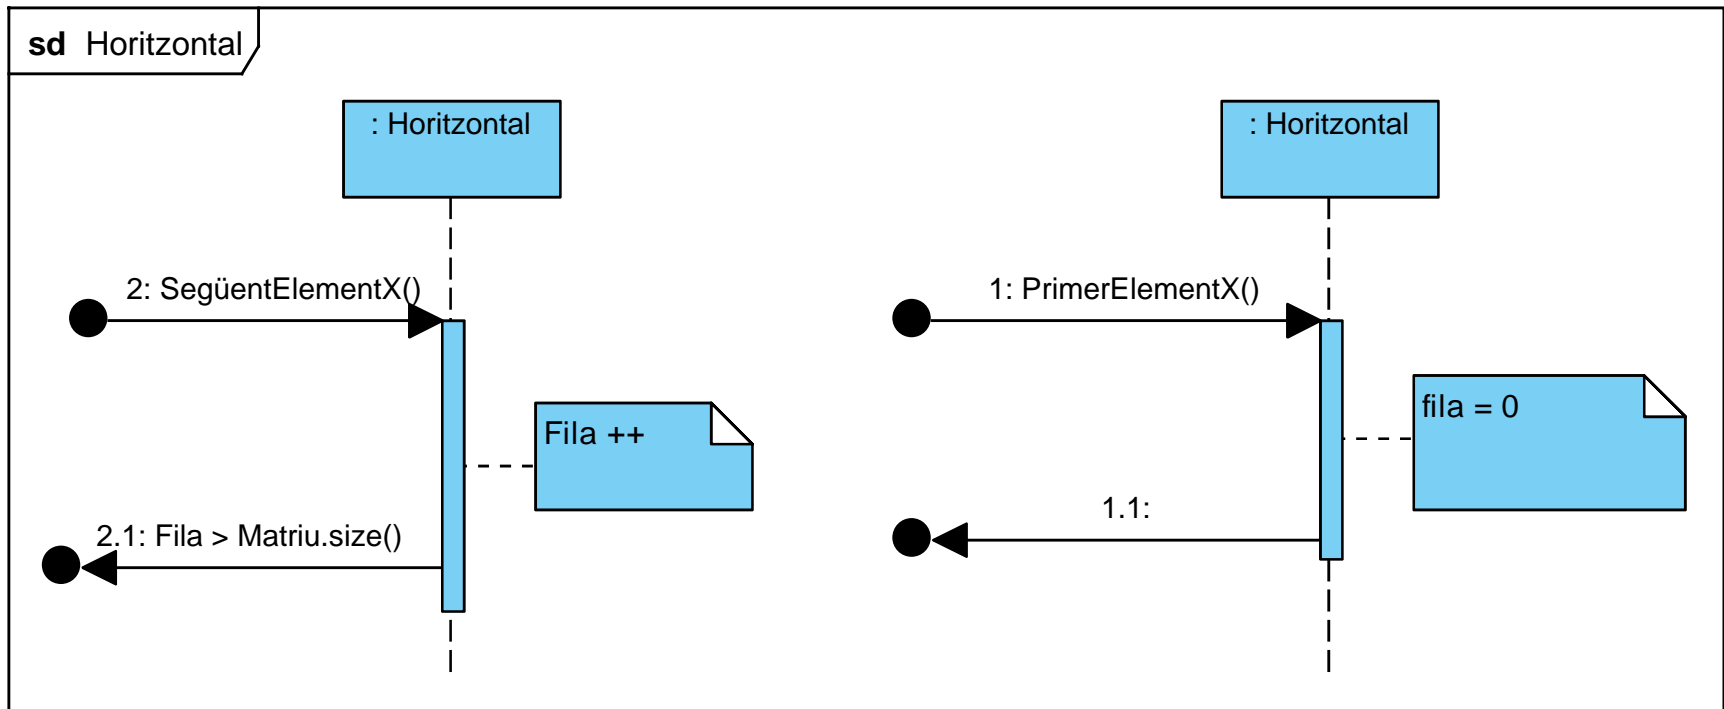 sd Horitzontal
: Horitzontal
: Horitzontal
2: SegüentElementX()
1: PrimerElementX()
Fila ++
fila = 0
2.1: Fila > Matriu.size()
1.1: